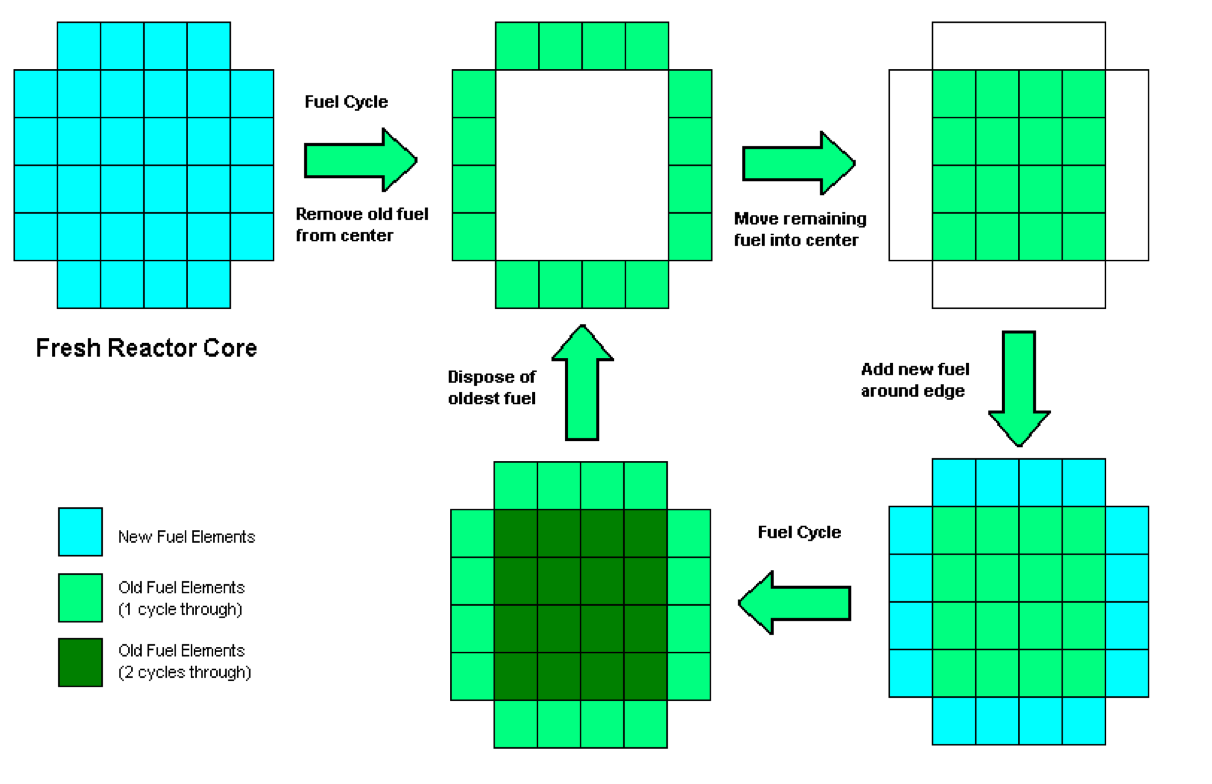 Fuel Cycle
Remove old fuel
from center
Move remaining
fuel into center
Fresh Reactor Core
Dispose of
oldest fuel
Add new fuel
around edge
New Fuel Elements
Fuel Cycle
Old Fuel Elements
(1 cycle through)
Old Fuel Elements
(2 cycles through)